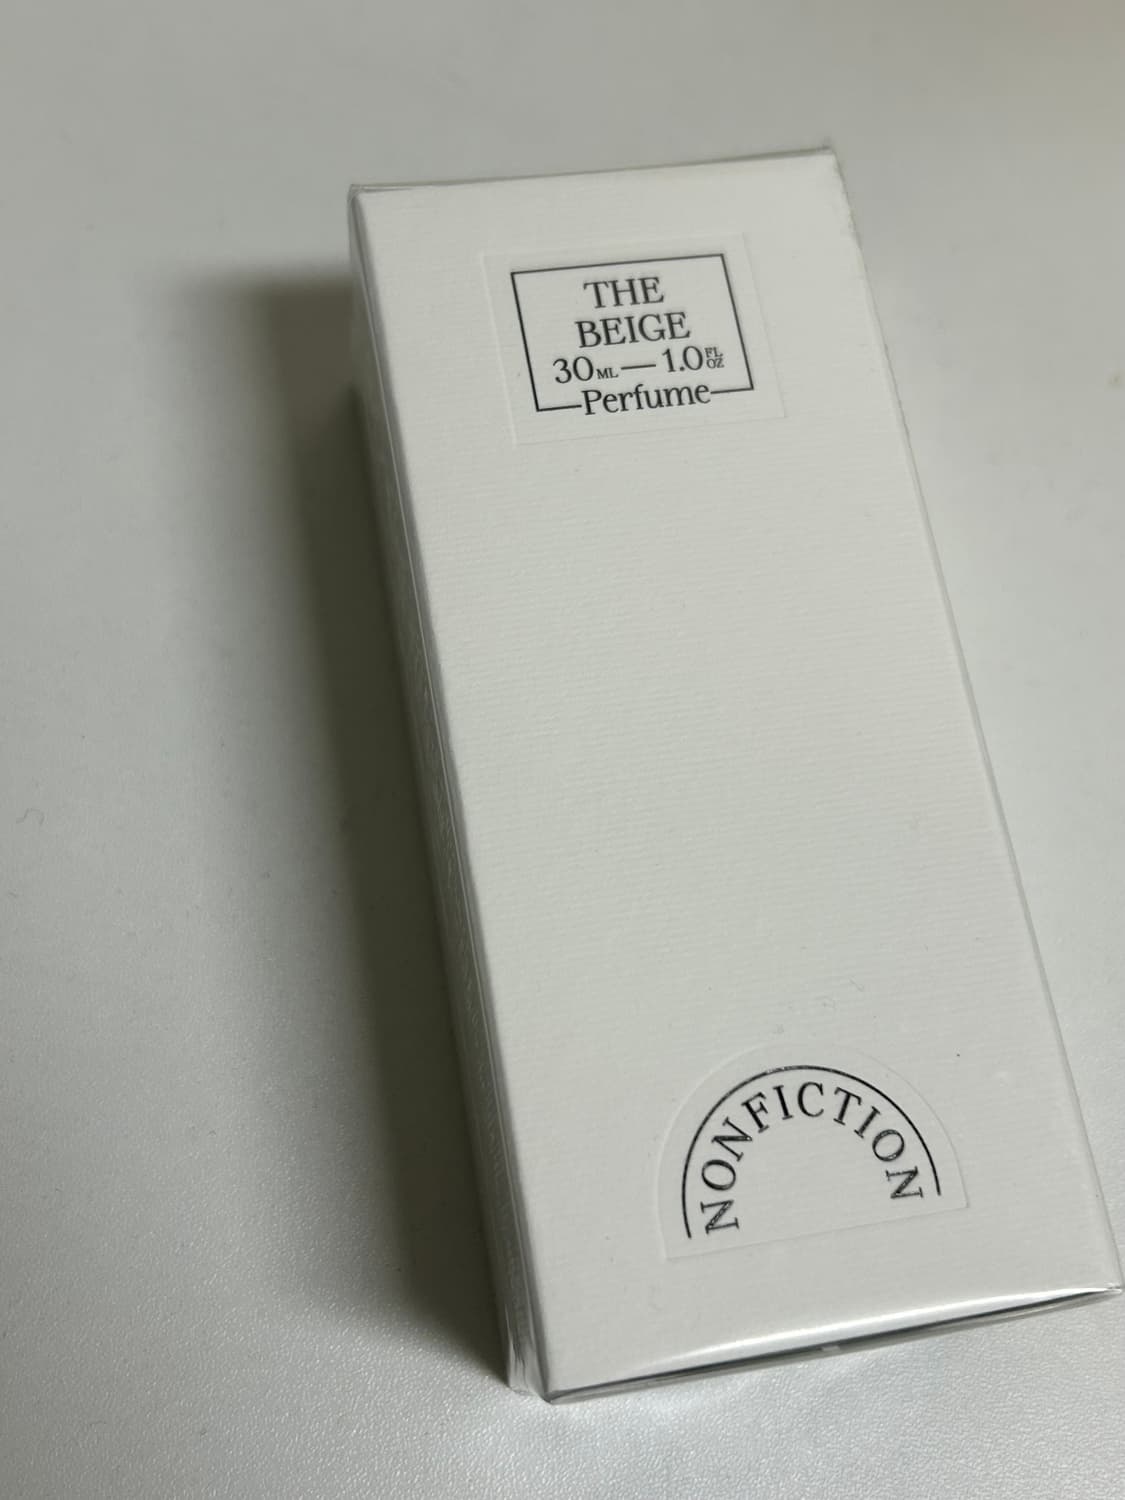 THE
BEIGE
30ML — 1.0 FL OZ
Perfume
NONFICTION